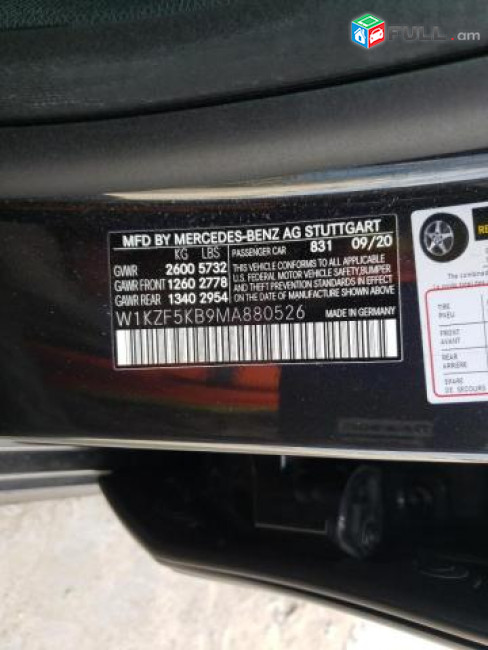 FULL.am
MFD BY MERCEDES-BENZ AG STUTTGART
KG LBS PASSENGER CAR 831 09/20
GVWR 2600 5732
GAWR FRONT 1260 2778
GAWR REAR 1340 2954
THIS VEHICLE CONFORMS TO ALL APPLICABLE
U.S. FEDERAL MOTOR VEHICLE SAFETY, BUMPER
AND THEFT PREVENTION STANDARDS IN EFFECT
ON THE DATE OF MANUFACTURE SHOWN ABOVE.
W1KZF5KB9MA880526 MADE IN GERMANY
The combined
TIRE
PNEU
FRONT
AVANT
REAR
ARRIÈRE
SPARE
DE SECOURS